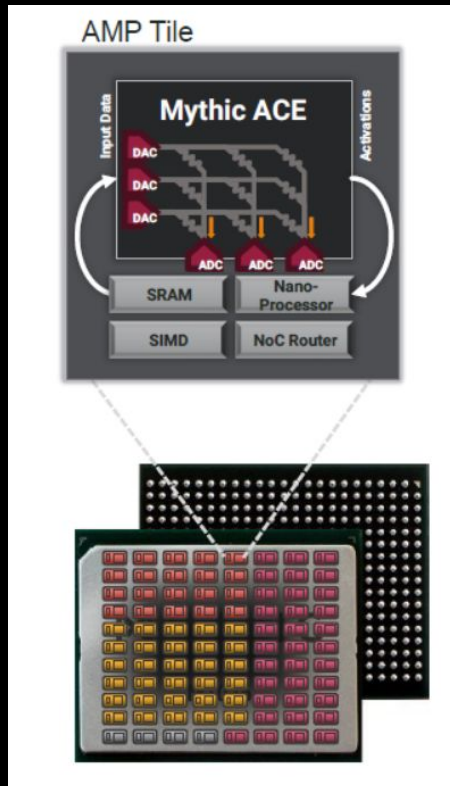 AMP Tile
Mythic ACE
Input Data
Activations
DAC
DAC
DAC
ADC
ADC
ADC
SRAM
Nano-
Processor
SIMD
NoC Router